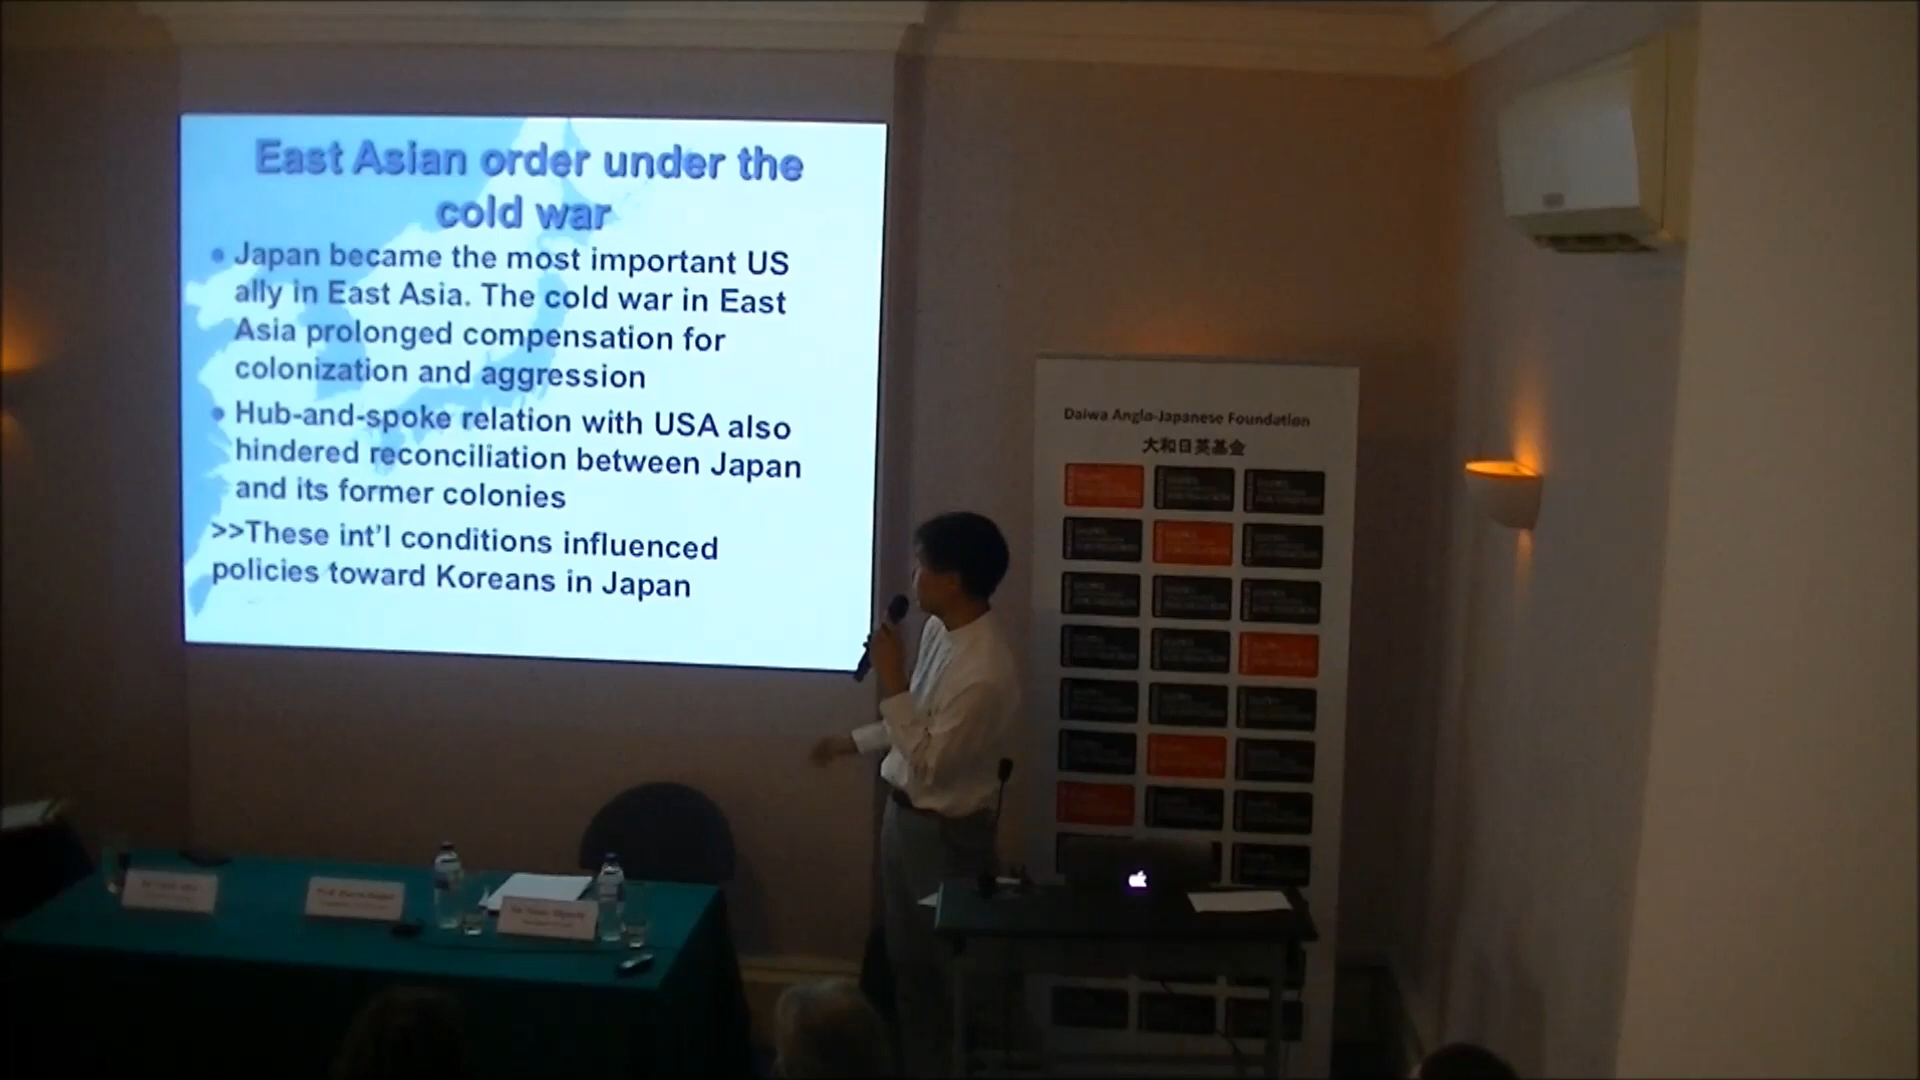 East Asian order under the
cold war
• Japan became the most important US
ally in East Asia. The cold war in East
Asia prolonged compensation for
colonization and aggression
• Hub-and-spoke relation with USA also
hindered reconciliation between Japan
and its former colonies
>>These int'l conditions influenced
policies toward Koreans in Japan
Daiwa Anglo-Japanese Foundation
大和日英基金